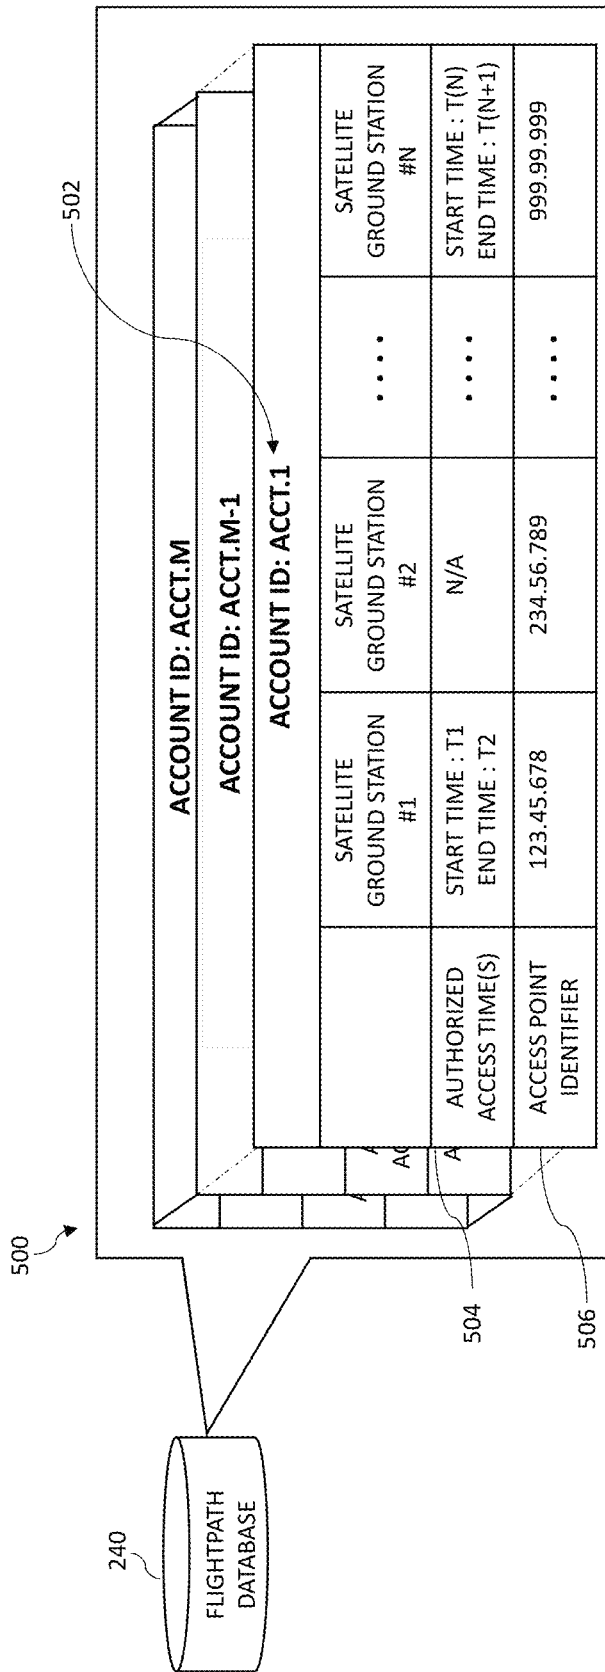 500
240
FLIGHTPATH
DATABASE
502
ACCOUNT ID: ACCT.M
ACCOUNT ID: ACCT.M-1
ACCOUNT ID: ACCT.1
SATELLITE
GROUND STATION
#1
SATELLITE
GROUND STATION
#2
. . . .
SATELLITE
GROUND STATION
#N
AUTHORIZED
ACCESS TIME(S)
START TIME : T1
END TIME : T2
N/A
. . . .
START TIME : T(N)
END TIME : T(N+1)
ACCESS POINT
IDENTIFIER
123.45.678
234.56.789
. . . .
999.99.999
504
506